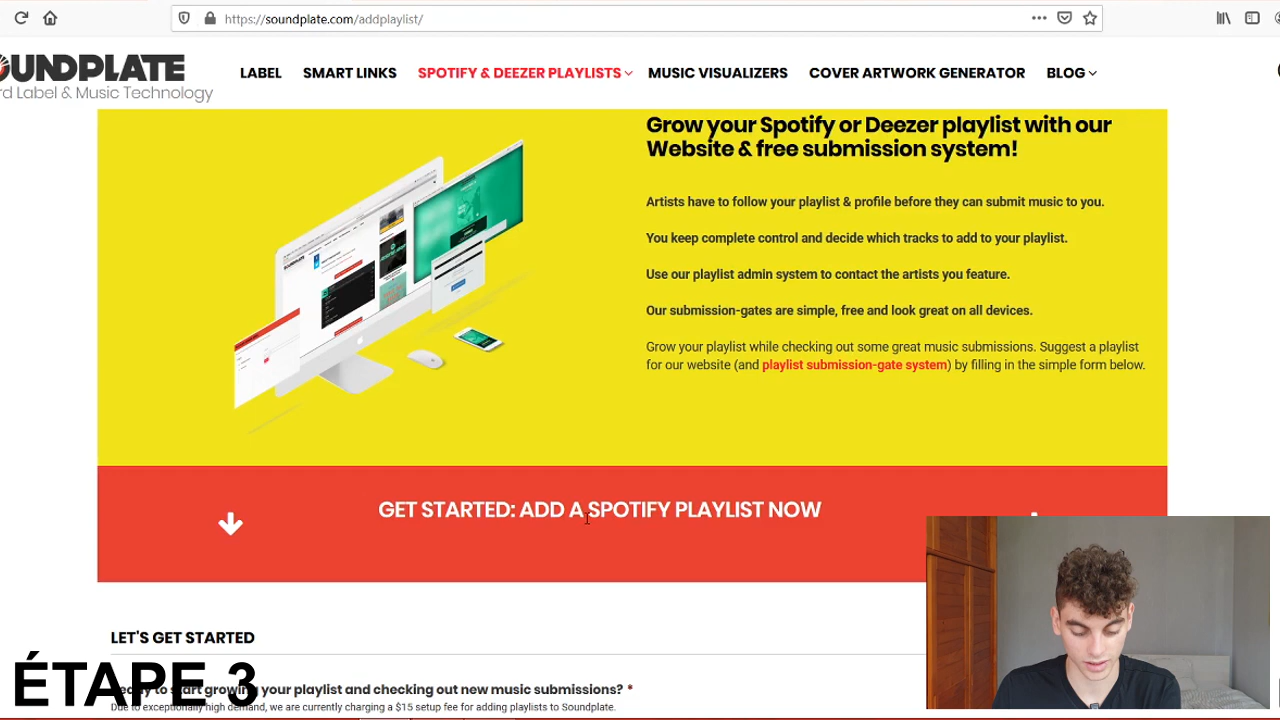 https://soundplate.com/addplaylist/
OUNDPLATE
rd Label & Music Technology
LABEL SMART LINKS SPOTIFY & DEEZER PLAYLISTS MUSIC VISUALIZERS COVER ARTWORK GENERATOR BLOG
Grow your Spotify or Deezer playlist with our
Website & free submission system!
Artists have to follow your playlist & profile before they can submit music to you.
You keep complete control and decide which tracks to add to your playlist.
Use our playlist admin system to contact the artists you feature.
Our submission-gates are simple, free and look great on all devices.
Grow your playlist while checking out some great music submissions. Suggest a playlist
for our website (and playlist submission-gate system) by filling in the simple form below.
GET STARTED: ADD A SPOTIFY PLAYLIST NOW
LET'S GET STARTED
ÉTAPE 3
Ready to start growing your playlist and checking out new music submissions? *
Due to exceptionally high demand, we are currently charging a $15 setup fee for adding playlists to Soundplate.